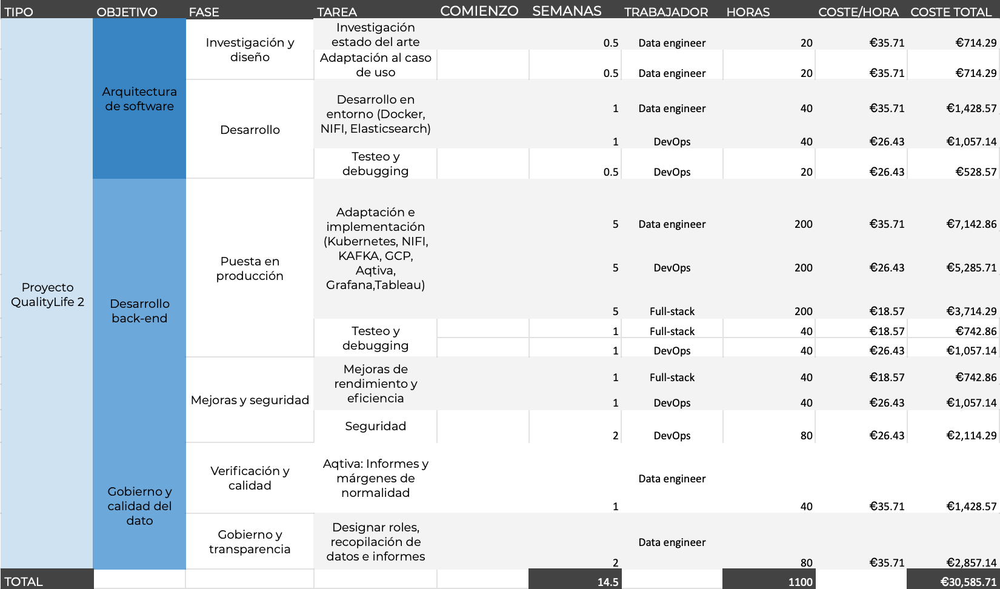 TIPO OBJETIVO FASE TAREA COMIENZO SEMANAS TRABAJADOR HORAS COSTE/HORA COSTE TOTAL
Proyecto
QualityLife 2
Arquitectura
de software
Investigación y
diseño
Investigación
estado del arte
0.5 Data engineer 20 €35.71 €714.29
Adaptación al caso
de uso
0.5 Data engineer 20 €35.71 €714.29
Desarrollo
Desarrollo en
entorno (Docker,
NIFI, Elasticsearch)
1 Data engineer 40 €35.71 €1,428.57
1 DevOps 40 €26.43 €1,057.14
Testeo y
debugging
0.5 DevOps 20 €26.43 €528.57
Desarrollo
back-end
Puesta en
producción
Adaptación e
implementación
(Kubernetes, NIFI,
KAFKA, GCP,
Aqtiva,
Grafana,Tableau)
5 Data engineer 200 €35.71 €7,142.86
5 DevOps 200 €26.43 €5,285.71
5 Full-stack 200 €18.57 €3,714.29
Testeo y
debugging
1 Full-stack 40 €18.57 €742.86
1 DevOps 40 €26.43 €1,057.14
Mejoras y seguridad
Mejoras de
rendimiento y
eficiencia
1 Full-stack 40 €18.57 €742.86
1 DevOps 40 €26.43 €1,057.14
Seguridad
2 DevOps 80 €26.43 €2,114.29
Gobierno y
calidad del
dato
Verificación y
calidad
Aqtiva: Informes y
márgenes de
normalidad
Data engineer
1 40 €35.71 €1,428.57
Gobierno y
transparencia
Designar roles,
recopilación de
datos e informes
Data engineer
2 80 €35.71 €2,857.14
TOTAL 14.5 1100 €30,585.71